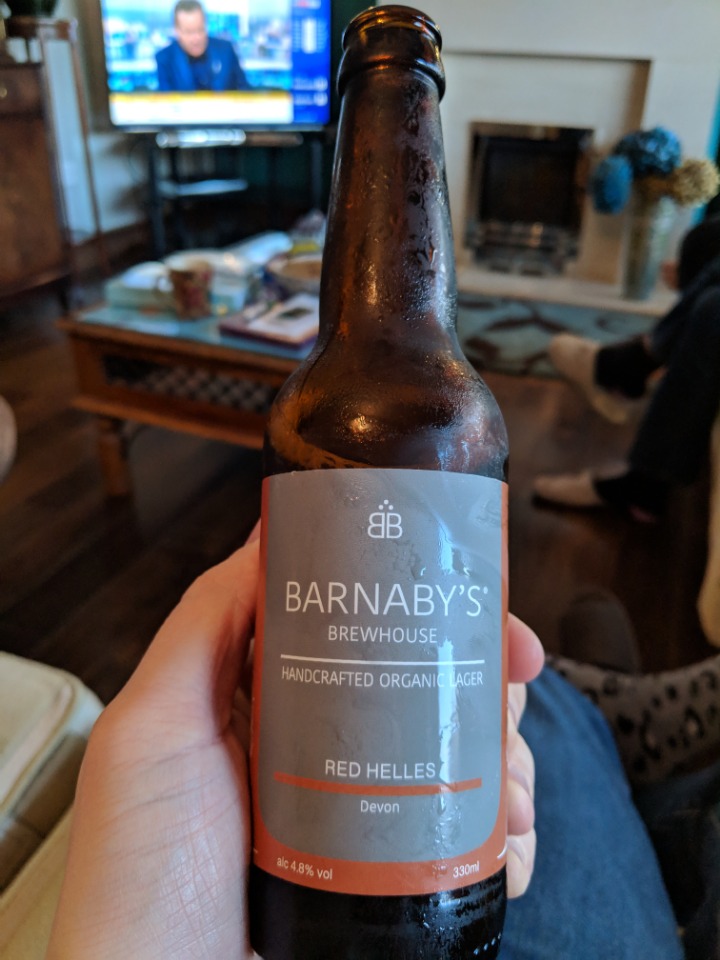 BB
BARNABY'S
BREWHOUSE
HANDCRAFTED ORGANIC LAGER
RED HELLES
Devon
alc 4.8% vol 330ml